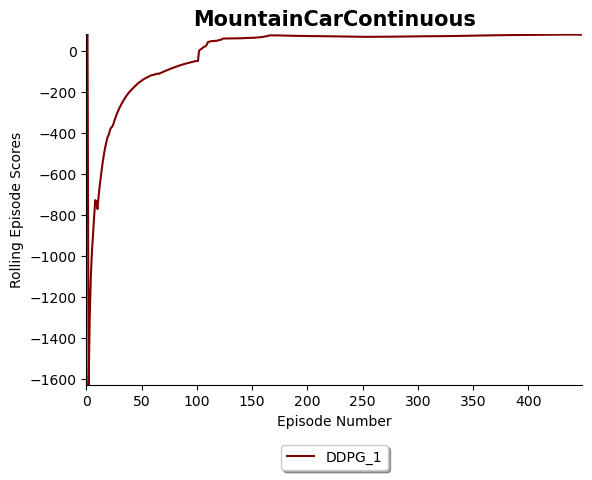 MountainCarContinuous
Rolling Episode Scores
0
−200
−400
−600
−800
−1000
−1200
−1400
−1600
0 50 100 150 200 250 300 350 400
Episode Number
DDPG_1